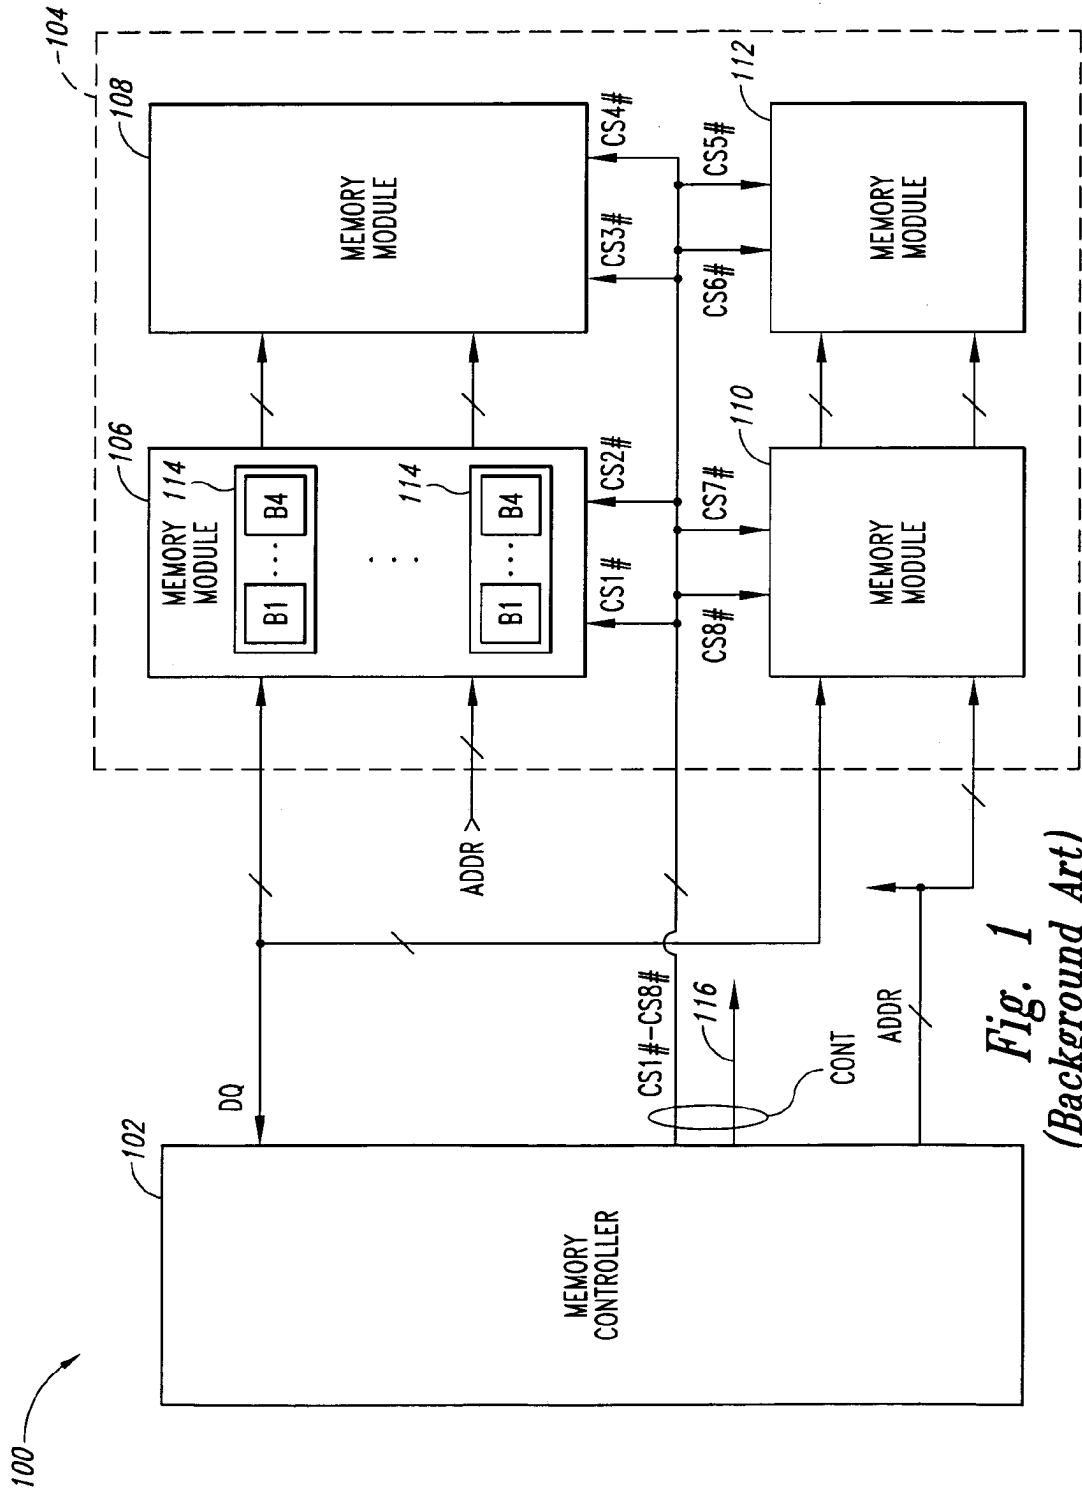 100
102
MEMORY
CONTROLLER
DQ
CS1#-CS8#
116
CONT
ADDR
ADDR
104
106
MEMORY
MODULE
114
B1
B4
114
B1
B4
108
MEMORY
MODULE
CS1#
CS2#
CS3#
CS4#
CS8#
CS7#
CS6#
CS5#
110
MEMORY
MODULE
112
MEMORY
MODULE
Fig. 1
(Background Art)